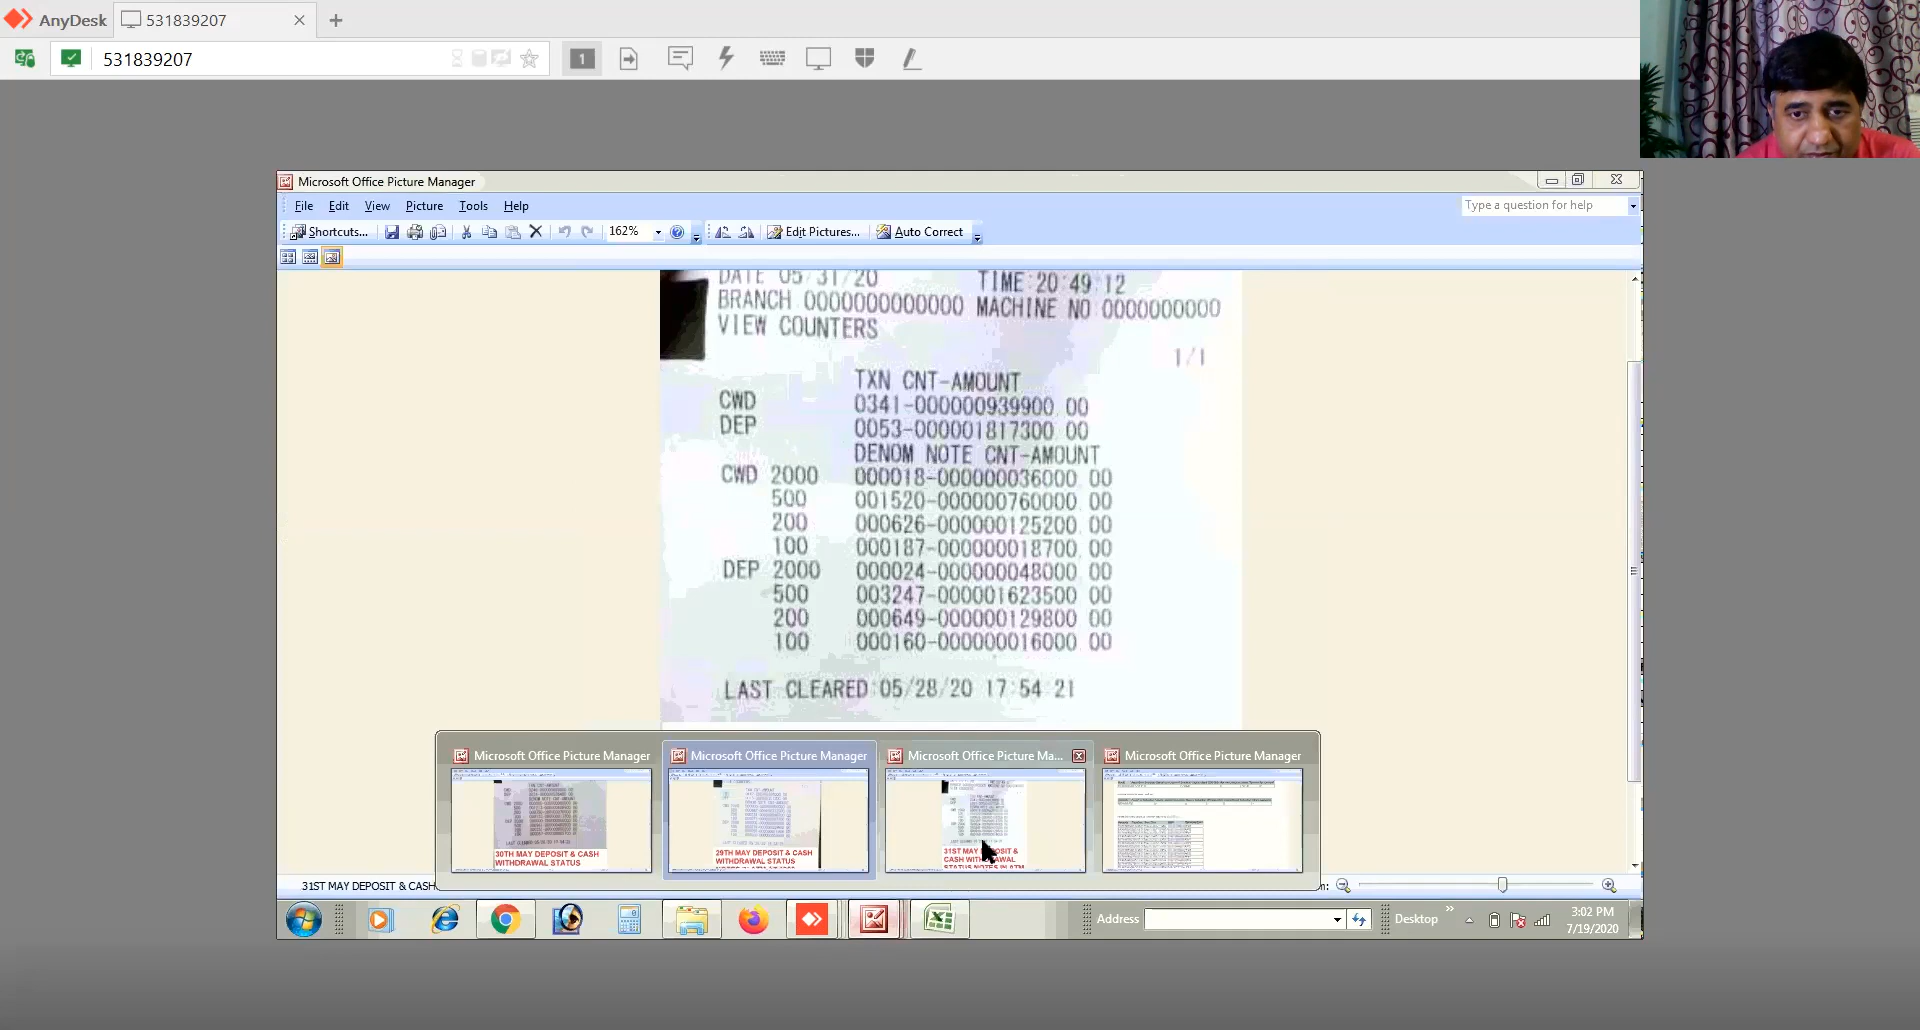 AnyDesk
531839207
531839207
1
Microsoft Office Picture Manager
File Edit View Picture Tools Help
Type a question for help
Shortcuts... 162% Edit Pictures... Auto Correct
DATE 05/31/20 TIME:20:49:12
BRANCH 0000000000000 MACHINE NO 0000000000
VIEW COUNTERS
1/1
TXN CNT-AMOUNT
CWD 0341-000000939900.00
DEP 0053-000001817300.00
DENOM NOTE CNT-AMOUNT
CWD 2000 000018-000000036000.00
500 001520-000000760000.00
200 000626-000000125200.00
100 000187-000000018700.00
DEP 2000 000024-000000048000.00
500 003247-000001623500.00
200 000649-000000129800.00
100 000160-000000016000.00
LAST CLEARED:05/28/20 17:54:21
Microsoft Office Picture Manager
Microsoft Office Picture Manager
Microsoft Office Picture Ma...
Microsoft Office Picture Manager
30TH MAY DEPOSIT & CASH
WITHDRAWAL STATUS
29TH MAY DEPOSIT & CASH
WITHDRAWAL STATUS
31ST MAY DEPOSIT &
CASH WITHDRAWAL
STATUS NOTES IN ATM
31ST MAY DEPOSIT & CASH
Address
Desktop
3:02 PM
7/19/2020